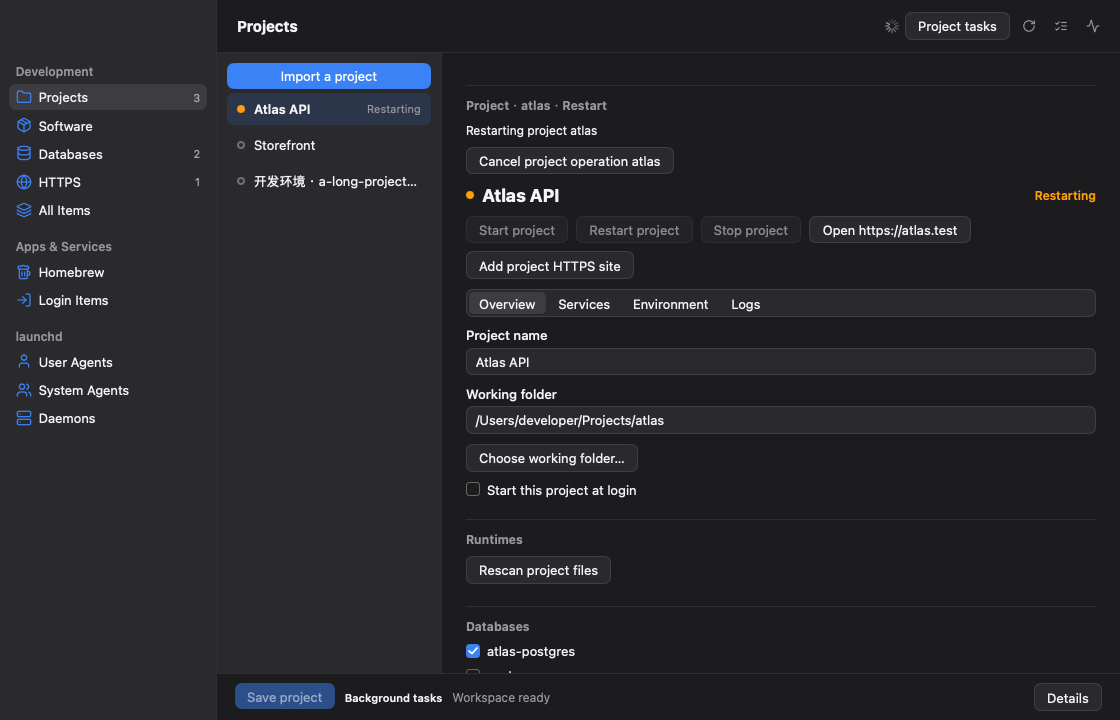 Projects
Project tasks
Development
Projects 3
Software
Databases 2
HTTPS 1
All Items
Apps & Services
Homebrew
Login Items
launchd
User Agents
System Agents
Daemons
Import a project
Atlas API Restarting
Storefront
开发环境 · a-long-project...
Project · atlas · Restart
Restarting project atlas
Cancel project operation atlas
Atlas API Restarting
Start project Restart project Stop project Open https://atlas.test
Add project HTTPS site
Overview Services Environment Logs
Project name
Atlas API
Working folder
/Users/developer/Projects/atlas
Choose working folder...
Start this project at login
Runtimes
Rescan project files
Databases
atlas-postgres
Save project Background tasks Workspace ready Details